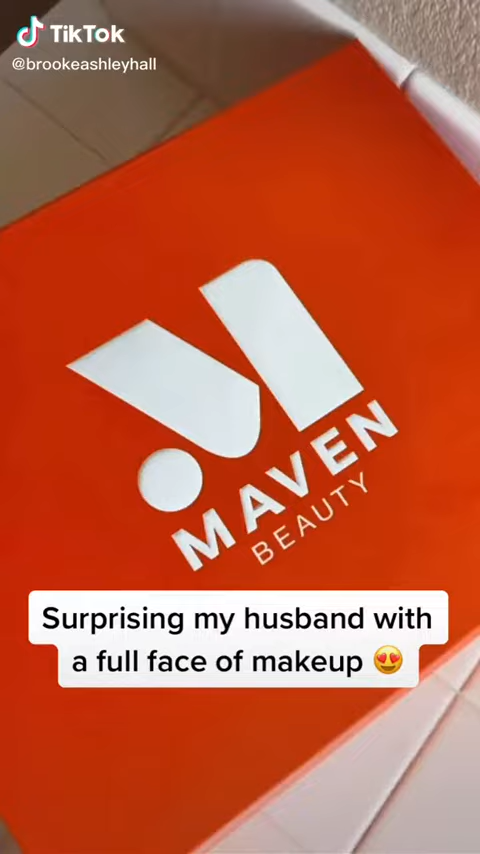 TikTok
@brookeashleyhall
MAVEN
BEAUTY
Surprising my husband with
a full face of makeup 😍